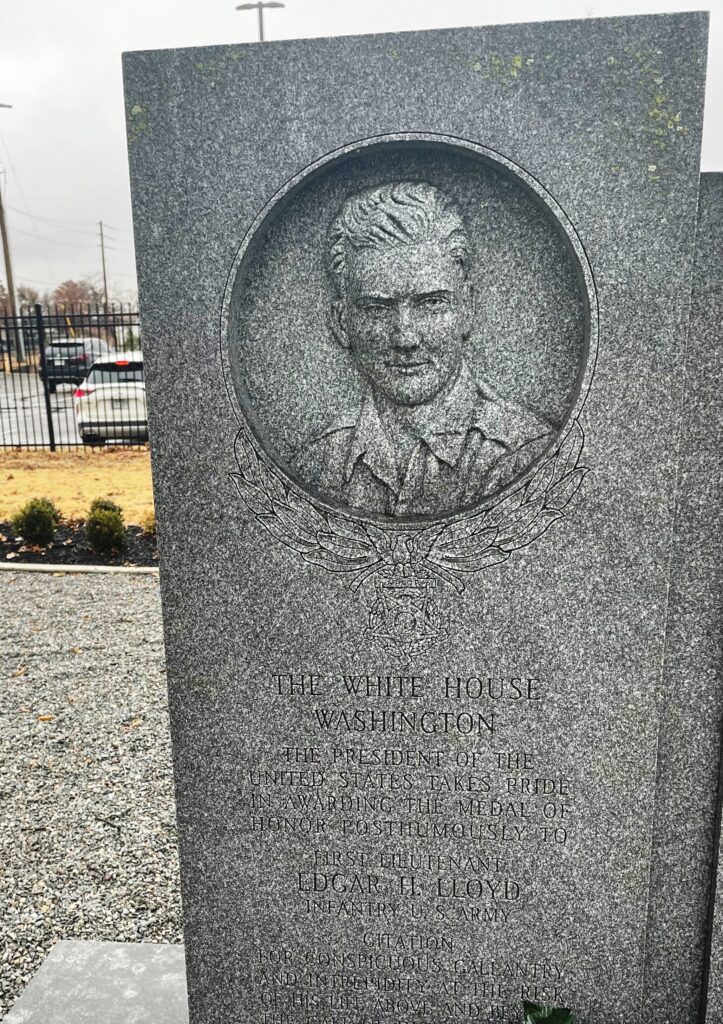 THE WHITE HOUSE
WASHINGTON
THE PRESIDENT OF THE
UNITED STATES TAKES PRIDE
IN AWARDING THE MEDAL OF
HONOR POSTHUMOUSLY TO
FIRST LIEUTENANT
EDGAR H. LLOYD
INFANTRY U S ARMY
CITATION
FOR CONSPICUOUS GALLANTRY
AND INTREPIDITY AT THE RISK
OF HIS LIFE ABOVE AND
THE